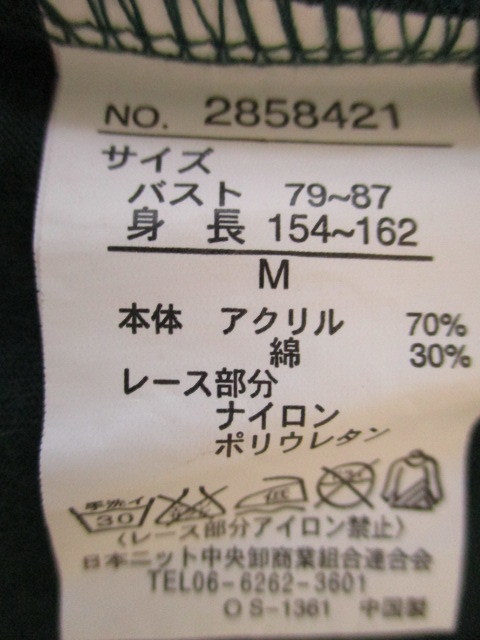 NO. 2858421
サイズ
バスト 79~87
身 長 154~162
M
本体 アクリル 70%
綿 30%
レース部分
ナイロン
ポリウレタン
手洗イ 30 低
(レース部分アイロン禁止)
日本ニット中央卸商業組合連合会
TEL06-6262-3601
OS-1361 中国製